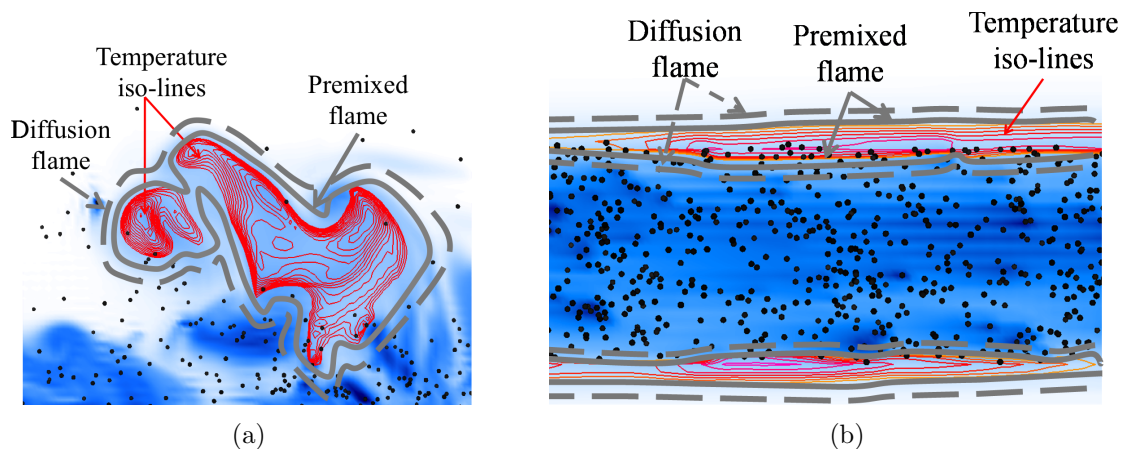 Temperature
iso-lines
Premixed
flame
Diffusion
flame
(a)
Diffusion
flame
Premixed
flame
Temperature
iso-lines
(b)